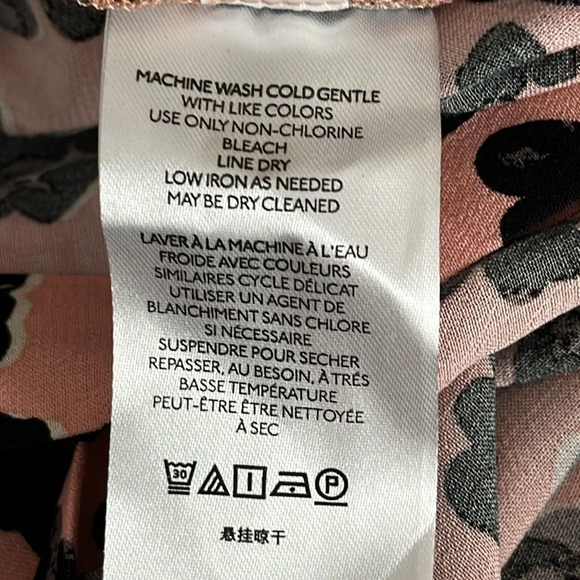 MACHINE WASH COLD GENTLE
WITH LIKE COLORS
USE ONLY NON-CHLORINE
BLEACH
LINE DRY
LOW IRON AS NEEDED
MAY BE DRY CLEANED
LAVER À LA MACHINE À L'EAU
FROIDE AVEC COULEURS
SIMILAIRES CYCLE DÉLICAT
UTILISER UN AGENT DE
BLANCHIMENT SANS CHLORE
SI NÉCESSAIRE
SUSPENDRE POUR SECHER
REPASSER, AU BESOIN, À TRÉS
BASSE TEMPÉRATURE
PEUT-ÊTRE ÊTRE NETTOYÉE
À SEC
30 P
悬挂晾干